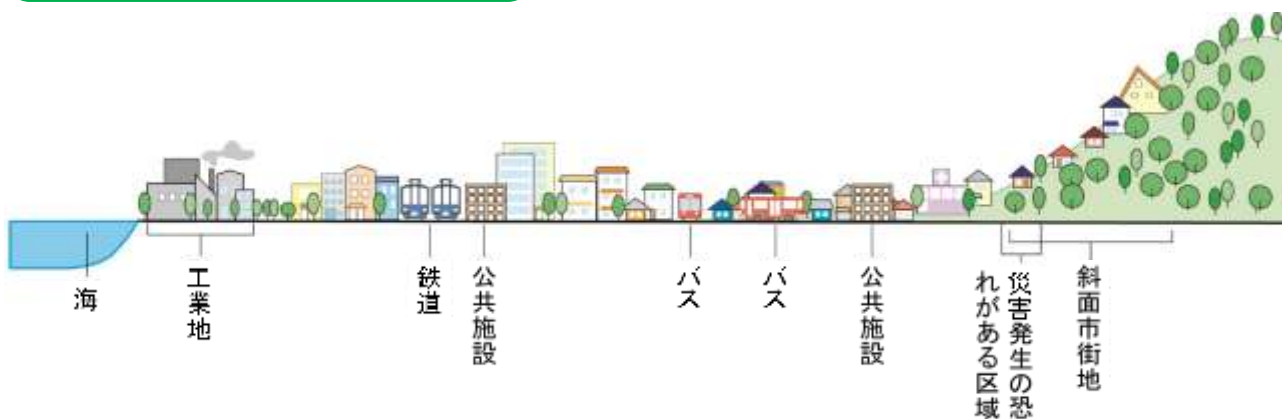 海
工業地
鉄道
公共施設
バス
バス
公共施設
災害発生の恐
れがある区域
斜面市街地